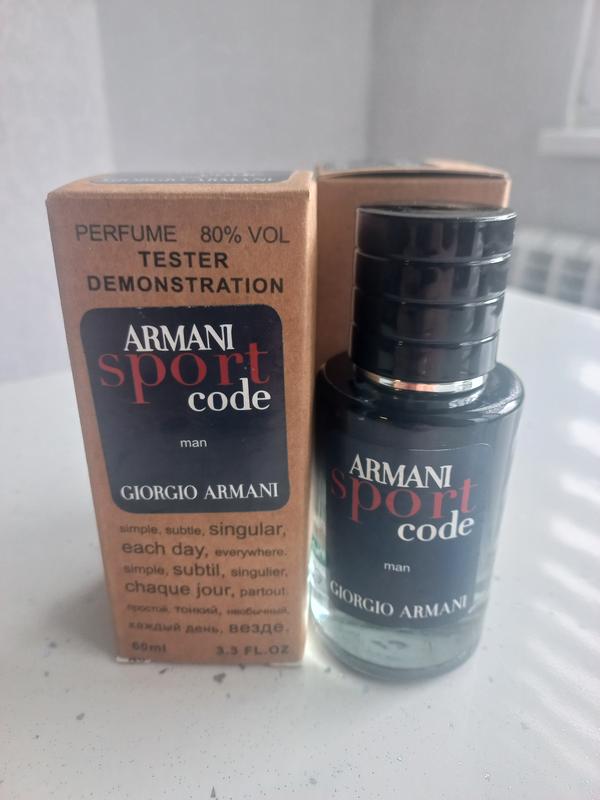 GIORGIO ARMANI
PERFUME 80% VOL
TESTER
DEMONSTRATION
ARMANI
sport
code
man
GIORGIO ARMANI
simple, subtle, singular,
each day, everywhere.
simple, subtil, singulier,
chaque jour, partout.
простой, тонкий, необычный,
каждый день, везде.
60ml 3.3 FL.OZ
ARMANI
sport
code
man
GIORGIO ARMANI